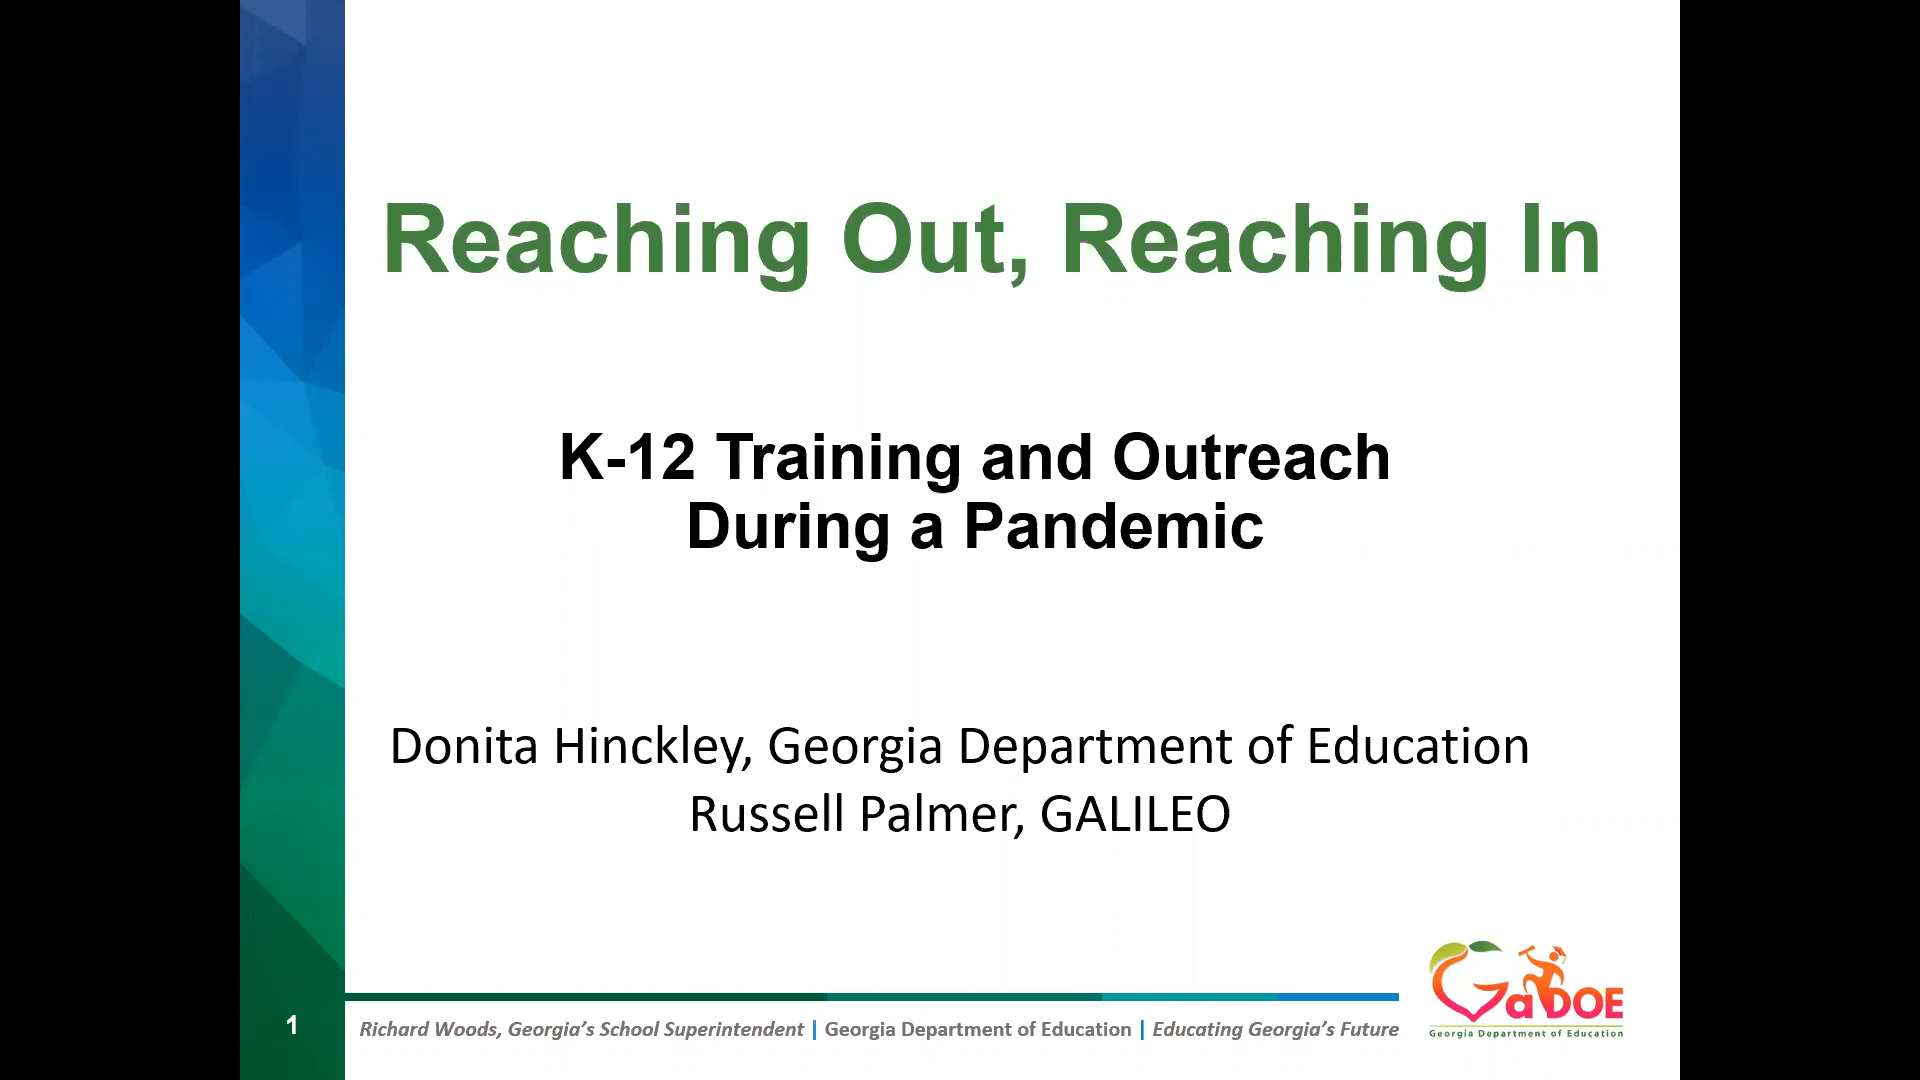 Reaching Out, Reaching In
K-12 Training and Outreach
During a Pandemic
Donita Hinckley, Georgia Department of Education
Russell Palmer, GALILEO
GaDOE
Georgia Department of Education
1
Richard Woods, Georgia’s School Superintendent | Georgia Department of Education | Educating Georgia’s Future